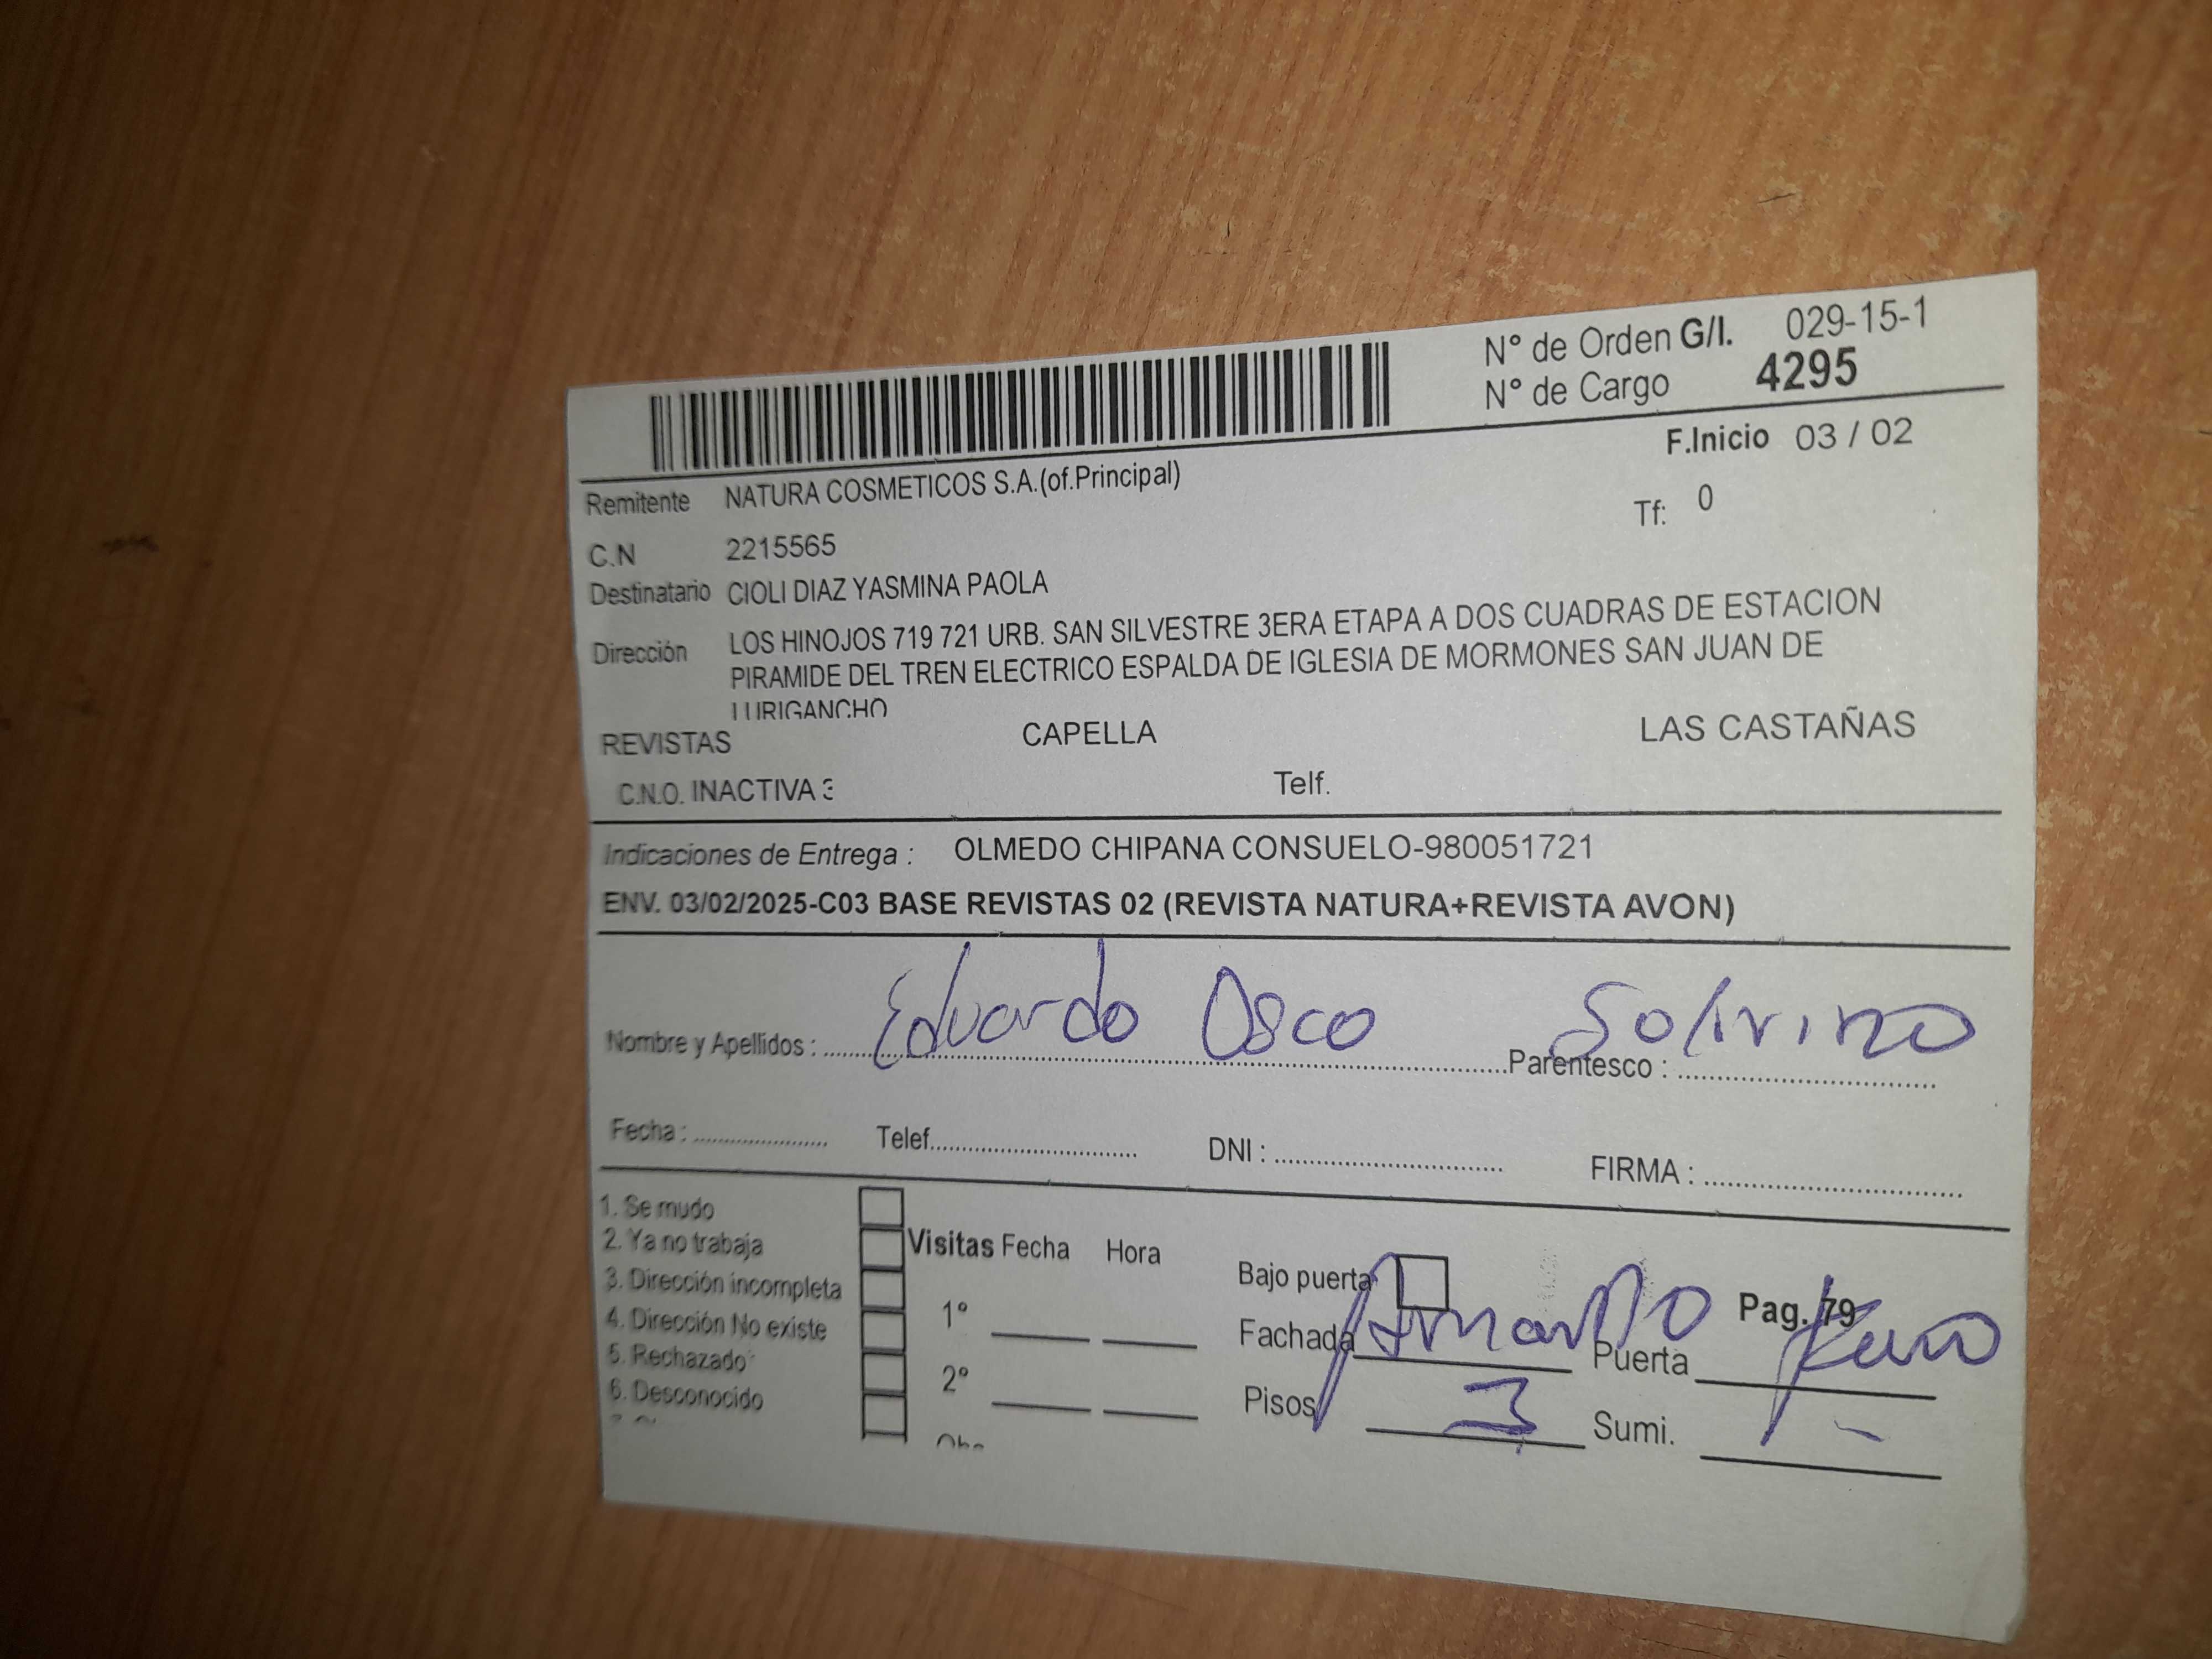 N° de Orden G/I. 029-15-1
N° de Cargo 4295
F.Inicio 03 / 02
Remitente NATURA COSMETICOS S.A.(of.Principal)
Tf: 0
C.N 2215565
Destinatario CIOLI DIAZ YASMINA PAOLA
Dirección LOS HINOJOS 719 721 URB. SAN SILVESTRE 3ERA ETAPA A DOS CUADRAS DE ESTACION
PIRAMIDE DEL TREN ELECTRICO ESPALDA DE IGLESIA DE MORMONES SAN JUAN DE
LURIGANCHO
REVISTAS CAPELLA LAS CASTAÑAS
C.N.O. INACTIVA 3 Telf.
Indicaciones de Entrega : OLMEDO CHIPANA CONSUELO-980051721
ENV. 03/02/2025-C03 BASE REVISTAS 02 (REVISTA NATURA+REVISTA AVON)
Nombre y Apellidos : Eduardo Osco Parentesco :
Fecha : Telef. DNI : FIRMA :
1. Se mudo
2. Ya no trabaja
3. Dirección incompleta
4. Dirección No existe
5. Rechazado
6. Desconocido
Visitas Fecha Hora
1°
2°
Bajo puerta Pag. 79
Fachada Puerta
Pisos 3 Sumi. -